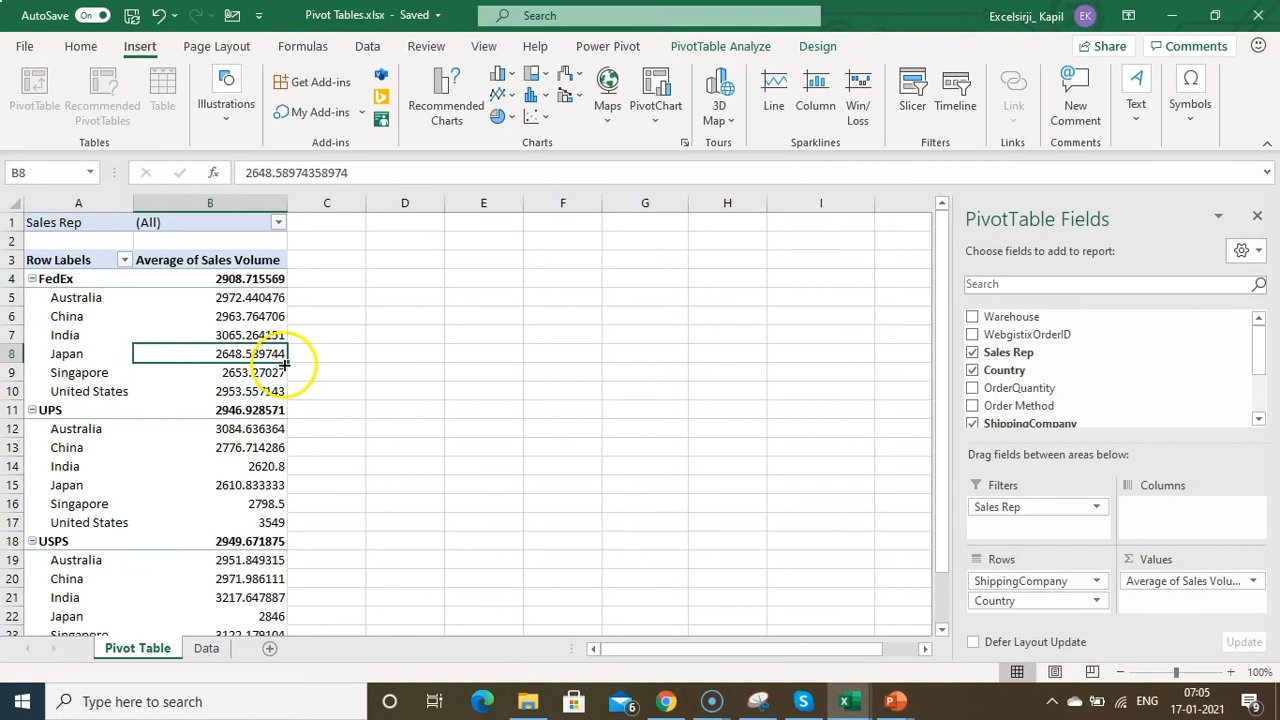 AutoSave On Pivot Tables.xlsx - Saved Search Excelsirji_ Kapil EK
File Home Insert Page Layout Formulas Data Review View Help Power Pivot PivotTable Analyze Design Share Comments
PivotTable Recommended PivotTables Table Illustrations Get Add-ins My Add-ins Recommended Charts Maps PivotChart 3D Map Line Column Win/ Loss Slicer Timeline Link New Comment Text Symbols
Tables Add-ins Charts Tours Sparklines Filters Links Comments
B8 fx 2648.58974358974
A B C D E F G H I
1 Sales Rep (All)
2
3 Row Labels Average of Sales Volume
4 FedEx 2908.715569
5 Australia 2972.440476
6 China 2963.764706
7 India 3065.264151
8 Japan 2648.589744
9 Singapore 2653.27027
10 United States 2953.557143
11 UPS 2946.928571
12 Australia 3084.636364
13 China 2776.714286
14 India 2620.8
15 Japan 2610.833333
16 Singapore 2798.5
17 United States 3549
18 USPS 2949.671875
19 Australia 2951.849315
20 China 2971.986111
21 India 3217.647887
22 Japan 2846
23 Singapore 3122.179104
PivotTable Fields
Choose fields to add to report:
Search
Warehouse
WebgistixOrderID
Sales Rep
Country
OrderQuantity
Order Method
ShippingCompany
Drag fields between areas below:
Filters Columns
Sales Rep
Rows Σ Values
ShippingCompany Average of Sales Volu...
Country
Defer Layout Update Update
Pivot Table Data
100%
Type here to search 6 ENG 07:05 17-01-2021 9